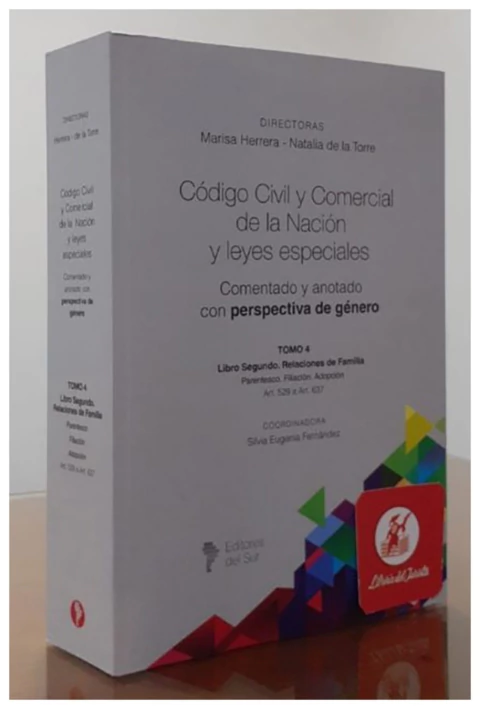 DIRECTORAS
Herrera - de la Torre
Código Civil
y Comercial
de la Nación
y leyes
especiales
Comentado y
anotado con
perspectiva de
género
TOMO 4
Libro Segundo.
Relaciones de Familia
Parentesco
Filiación
Adopción
Art. 529 a Art. 637
DIRECTORAS
Marisa Herrera - Natalia de la Torre
Código Civil y Comercial
de la Nación
y leyes especiales
Comentado y anotado
con perspectiva de género
TOMO 4
Libro Segundo. Relaciones de Familia
Parentesco. Filiación. Adopción
Art. 529 a Art. 637
COORDINADORA
Silvia Eugenia Fernández
Editores
del Sur
Librería del Jurista